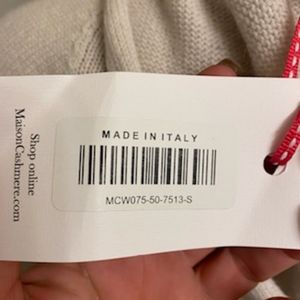 MADE IN ITALY
MCW075-50-7513-S
Shop online
MaisonCashmere.com